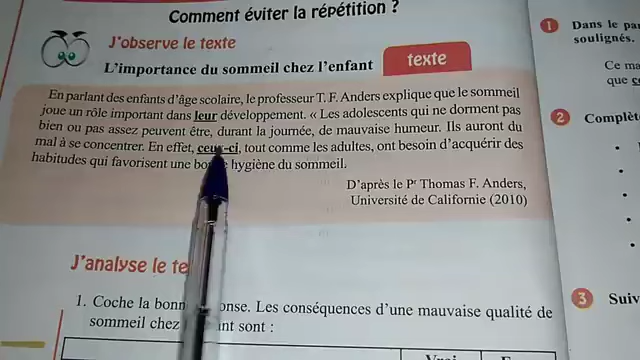 Comment éviter la répétition ?
J'observe le texte
L'importance du sommeil chez l'enfant
texte
En parlant des enfants d'âge scolaire, le professeur T. F. Anders explique que le sommeil
joue un rôle important dans leur développement. « Les adolescents qui ne dorment pas
bien ou pas assez peuvent être, durant la journée, de mauvaise humeur. Ils auront du
mal à se concentrer. En effet, ceux-ci, tout comme les adultes, ont besoin d'acquérir des
habitudes qui favorisent une hygiène du sommeil.
D'après le Pr Thomas F. Anders,
Université de Californie (2010)
J'analyse le
1. Coche la Les conséquences d'une mauvaise qualité de
sommeil chez sont :
1 Dans le
soulignés.
Ce
que
2
3